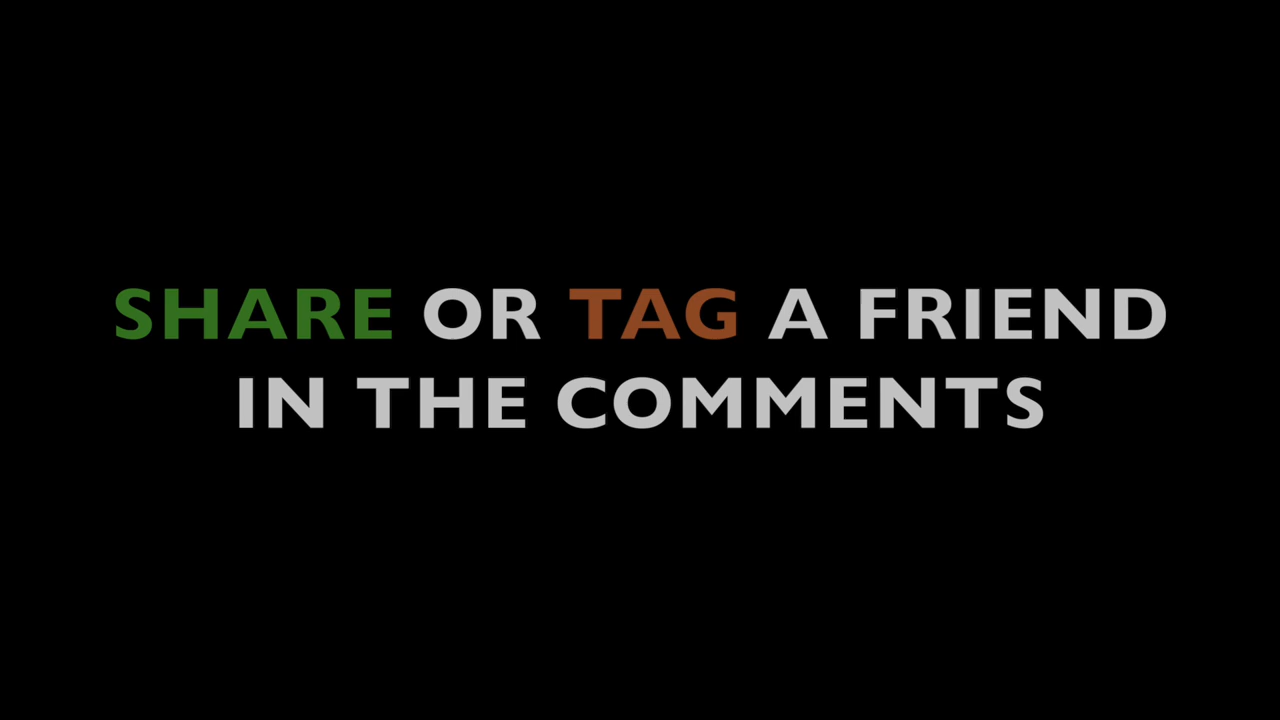 SHARE OR TAG A FRIEND
IN THE COMMENTS